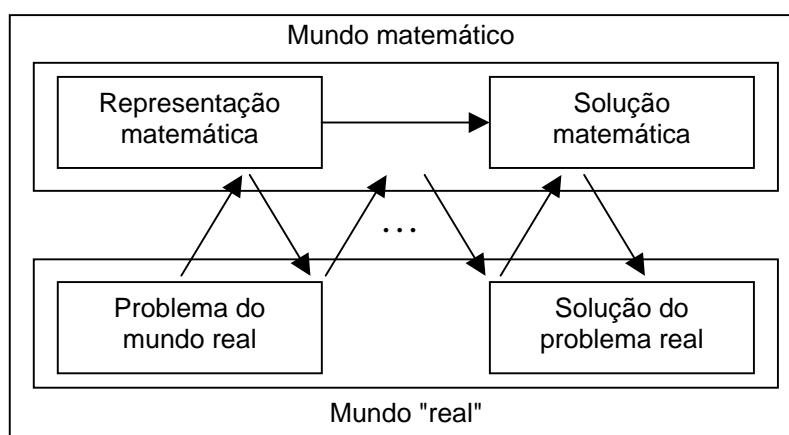 Mundo matemático
Representação
matemática
Solução
matemática
...
Problema do
mundo real
Solução do
problema real
Mundo "real"